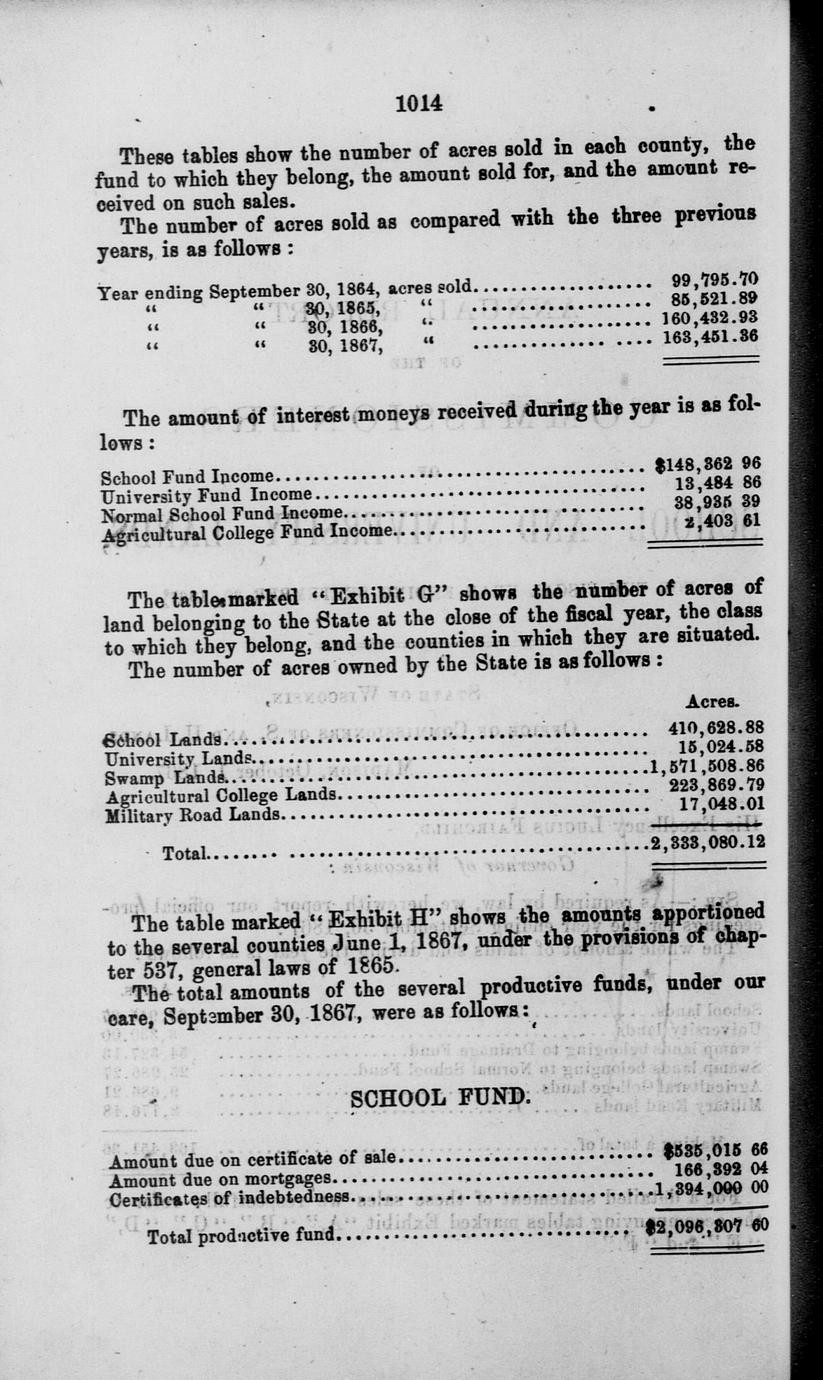 1014
These tables show the number of acres sold in each county, the
fund to which they belong, the amount sold for, and the amount re-
ceived on such sales.
The number of acres sold as compared with the three previous
years, is as follows :
Year ending September 30, 1864, acres sold.................... 99,795.70
“ “ 30, 1865, “ .................... 85,521.89
“ “ 30, 1866, “ .................... 160,432.93
“ “ 30, 1867, “ ............... .... 163,451.36
The amount of interest moneys received during the year is as fol-
lows :
School Fund Income.......................................... $148,362 96
University Fund Income...................................... 13,484 86
Normal School Fund Income........................ ......... 38,935 39
Agricultural College Fund Income............................ 2,403 61
The tables marked “Exhibit G” shows the number of acres of
land belonging to the State at the close of the fiscal year, the class
to which they belong, and the counties in which they are situated.
The number of acres owned by the State is as follows :
Acres.
School Lands................................................ 410,628.88
University Lands............................................. 15,024.58
Swamp Lands................................................1,571,508.86
Agricultural College Lands.................................. 223,869.79
Military Road Lands......................................... 17,048.01
Total........ .......................................2,333,080.12
The table marked “Exhibit H” shows the amounts apportioned
to the several counties June 1, 1867, under the provisions of chap-
ter 537, general laws of 1865.
The total amounts of the several productive funds, under our
care, September 30, 1867, were as follows:
SCHOOL FUND.
Amount due on certificate of sale............................ $535,015 66
Amount due on mortgages.................................... 166,392 04
Certificates of indebtedness..................................1,394,000 00
Total productive fund................................ $2,096,807 60